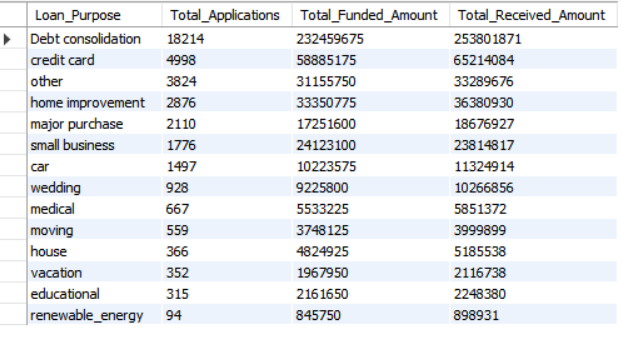 Loan_Purpose Total_Applications Total_Funded_Amount Total_Received_Amount
Debt consolidation 18214 232459675 253801871
credit card 4998 58885175 65214084
other 3824 31155750 33289676
home improvement 2876 33350775 36380930
major purchase 2110 17251600 18676927
small business 1776 24123100 23814817
car 1497 10223575 11324914
wedding 928 9225800 10266856
medical 667 5533225 5851372
moving 559 3748125 3999899
house 366 4824925 5185538
vacation 352 1967950 2116738
educational 315 2161650 2248380
renewable_energy 94 845750 898931